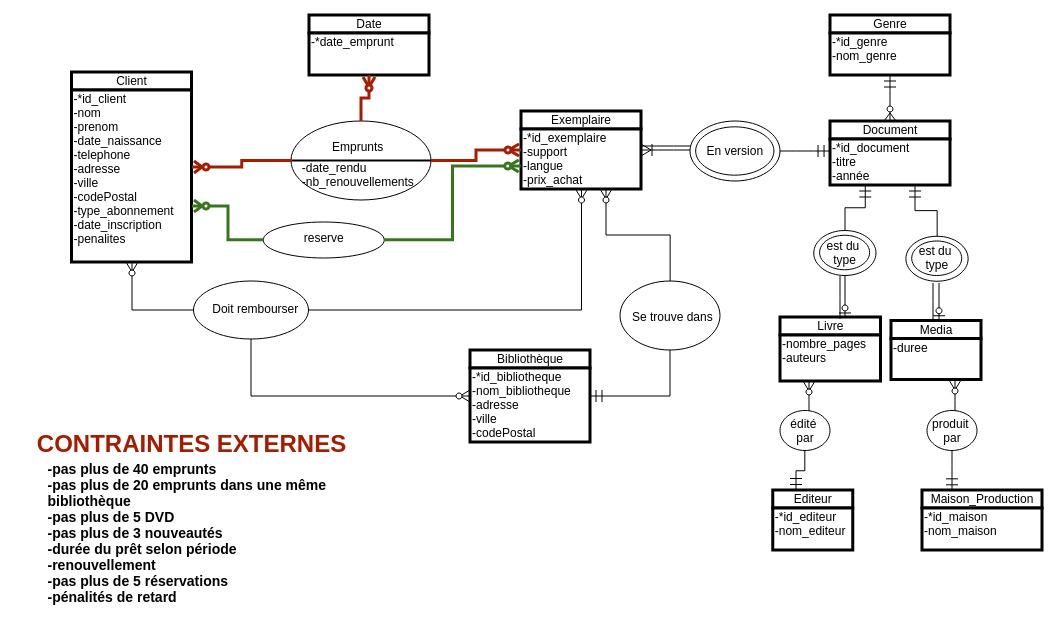 Date
-*date_emprunt
Genre
-*id_genre
-nom_genre
Client
-*id_client
-nom
-prenom
-date_naissance
-telephone
-adresse
-ville
-codePostal
-type_abonnement
-date_inscription
-penalites
Emprunts
-date_rendu
-nb_renouvellements
Exemplaire
-*id_exemplaire
-support
-langue
-prix_achat
En version
Document
-*id_document
-titre
-année
reserve
est du
type
est du
type
Doit rembourser
Se trouve dans
Livre
-nombre_pages
-auteurs
Media
-duree
Bibliothèque
-*id_bibliotheque
-nom_bibliotheque
-adresse
-ville
-codePostal
édité
par
produit
par
Editeur
-*id_editeur
-nom_editeur
Maison_Production
-*id_maison
-nom_maison
CONTRAINTES EXTERNES
-pas plus de 40 emprunts
-pas plus de 20 emprunts dans une même
bibliothèque
-pas plus de 5 DVD
-pas plus de 3 nouveautés
-durée du prêt selon période
-renouvellement
-pas plus de 5 réservations
-pénalités de retard